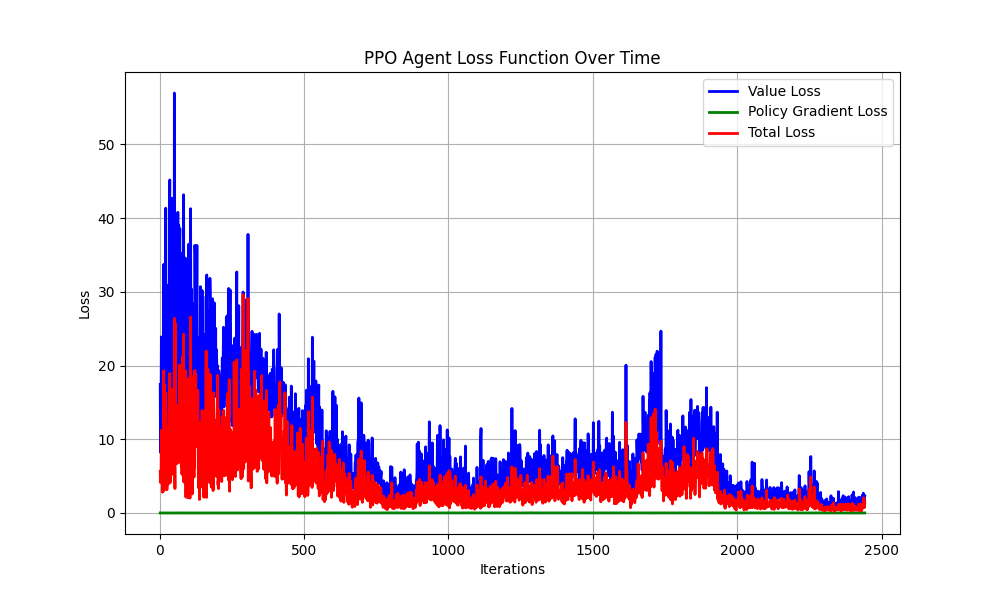 PPO Agent Loss Function Over Time
Value Loss
Policy Gradient Loss
Total Loss
Loss
50
40
30
20
10
0
0 500 1000 1500 2000 2500
Iterations